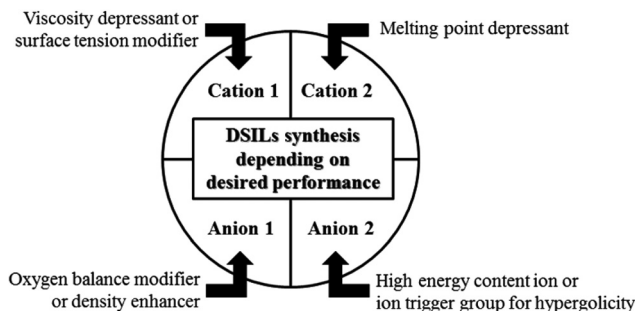 Viscosity depressant or
surface tension modifier
Melting point depressant
Cation 1
Cation 2
DSILs synthesis
depending on
desired performance
Anion 1
Anion 2
Oxygen balance modifier
or density enhancer
High energy content ion or
ion trigger group for hypergolicity